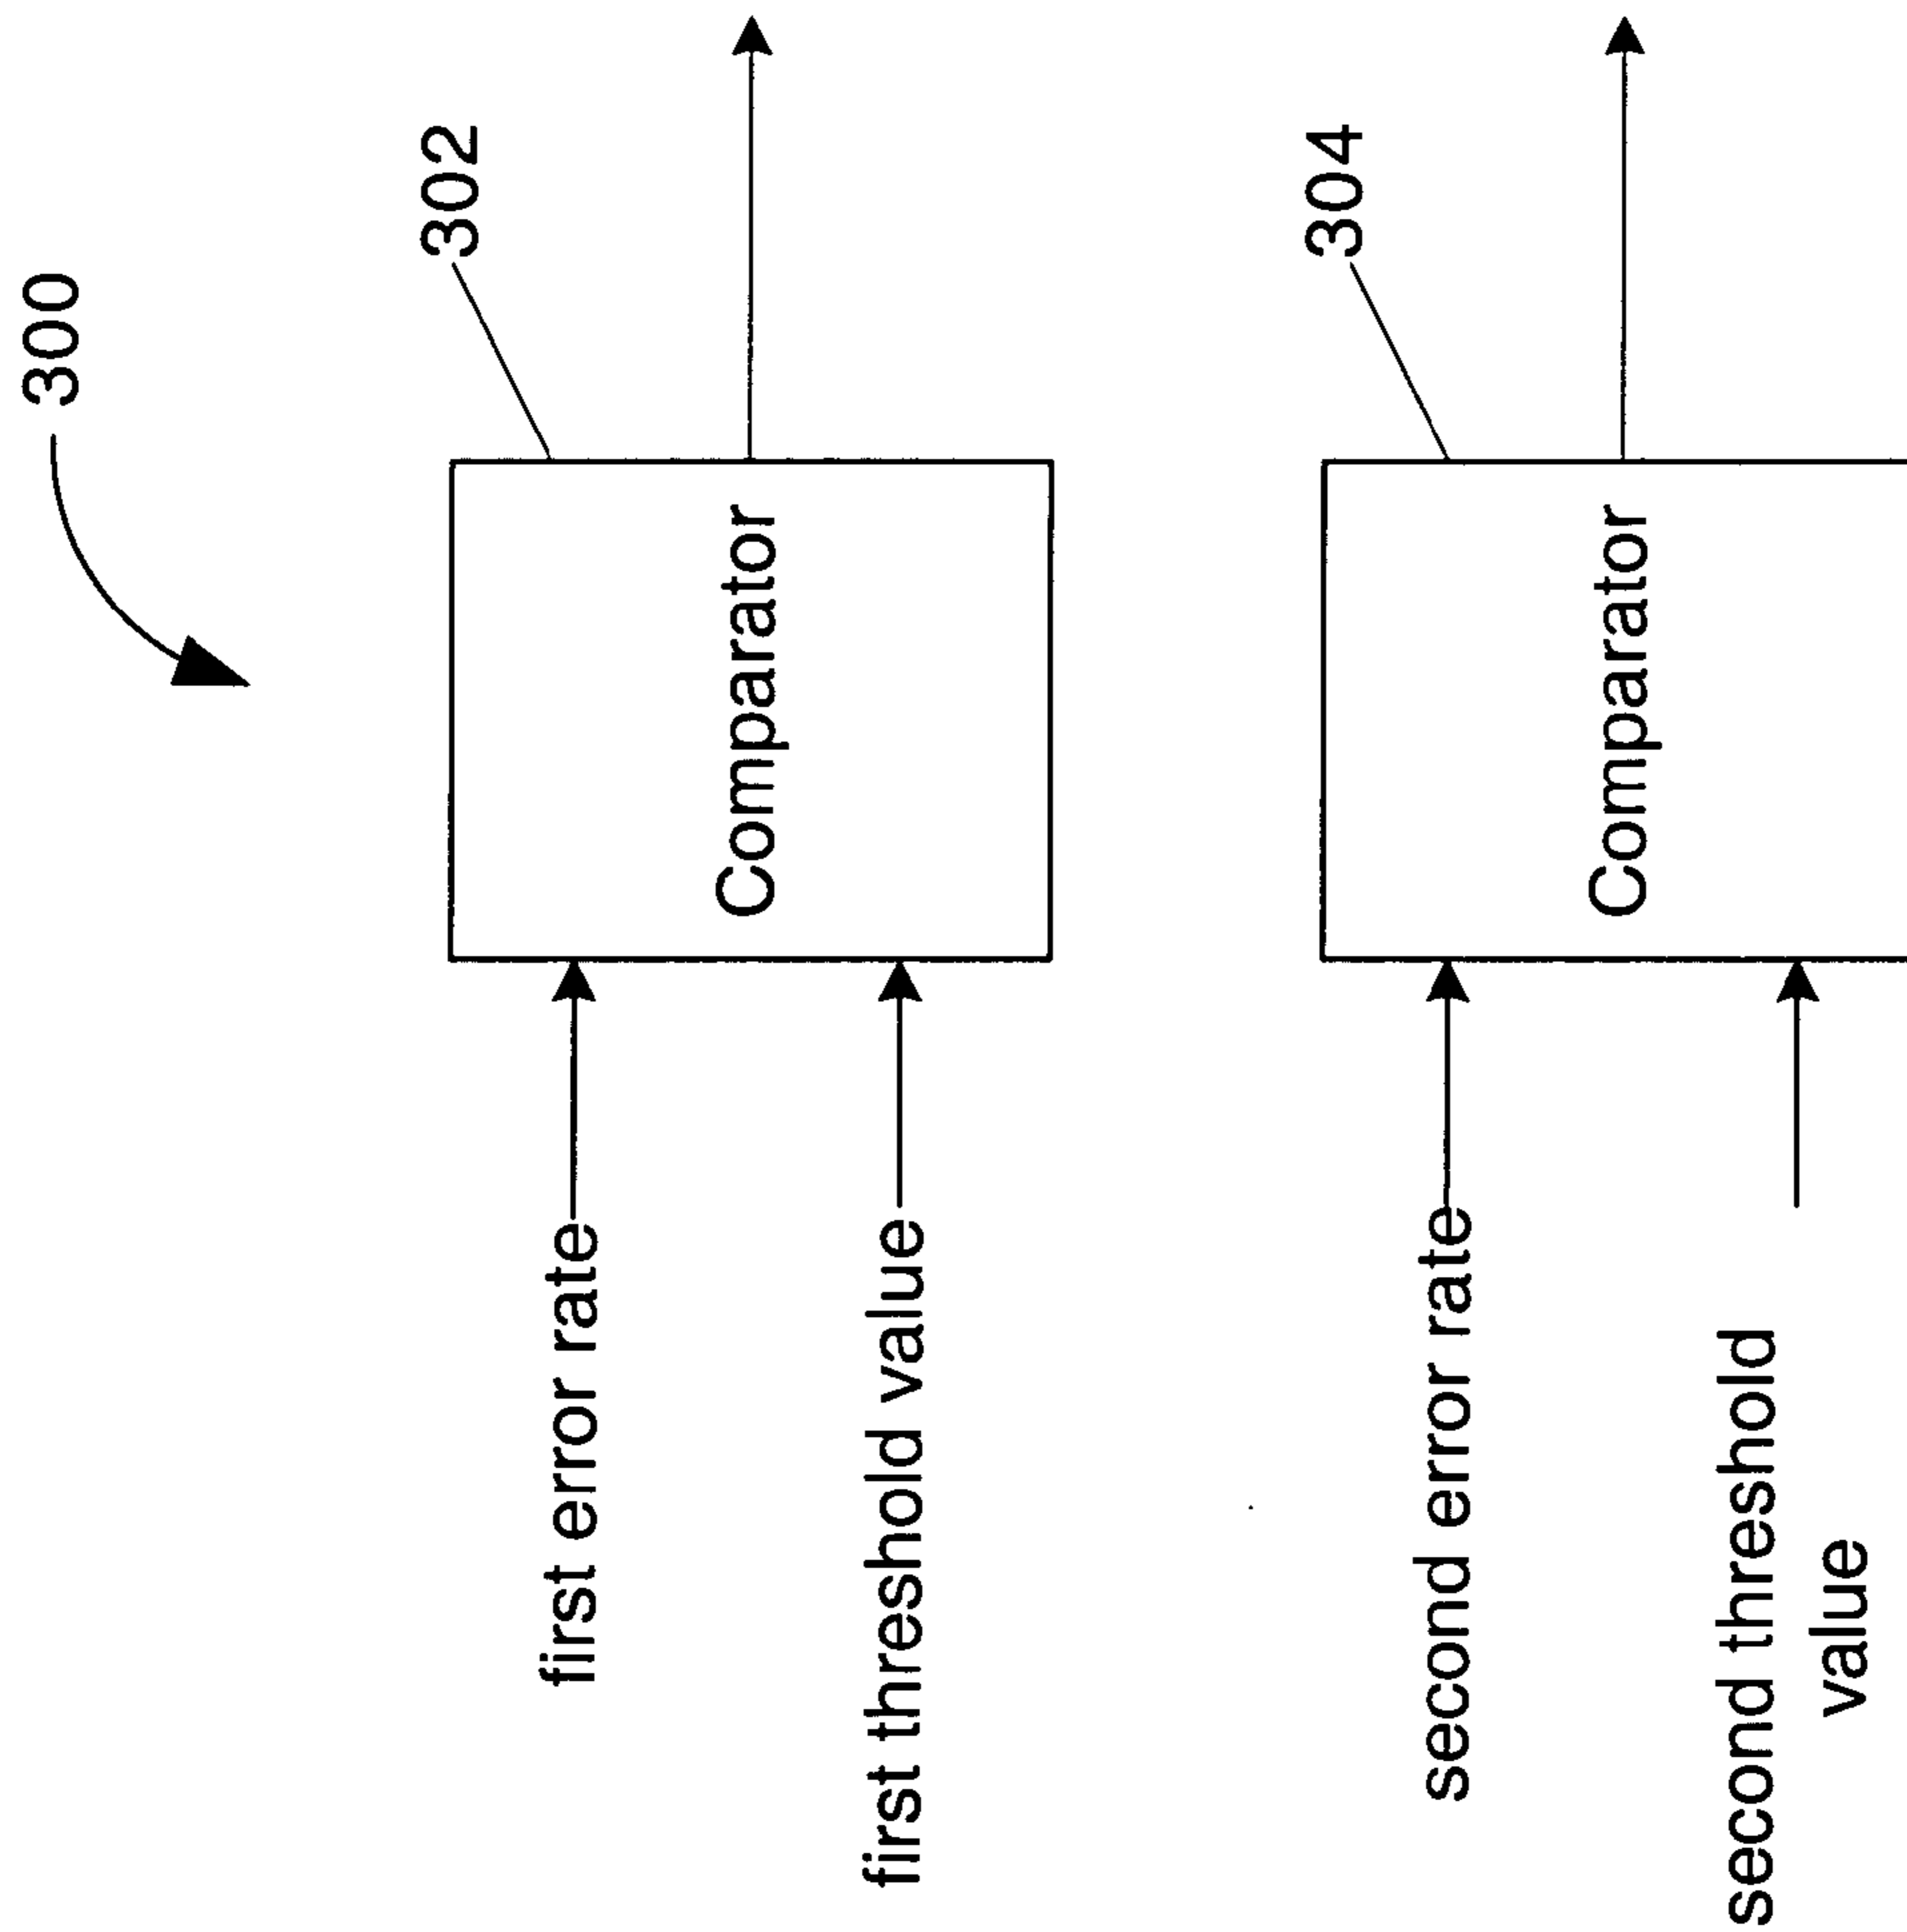 300
302
Comparator
first error rate
first threshold value
304
Comparator
second error rate
second threshold
value